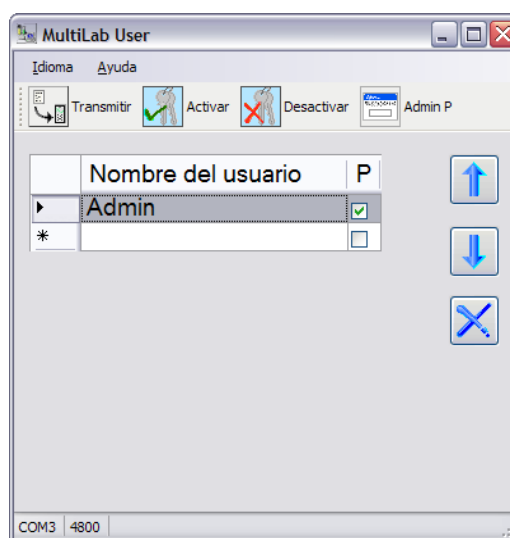 MultiLab User
Idioma Ayuda
Transmitir Activar Desactivar Admin P
Nombre del usuario P
Admin
*
COM3 4800